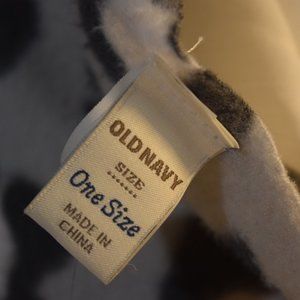 OLD NAVY
SIZE
.......
One Size
MADE IN
CHINA